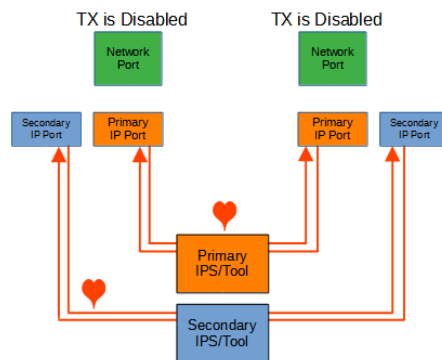 TX is Disabled
TX is Disabled
Network
Port
Network
Port
Secondary
IP Port
Primary
IP Port
Primary
IP Port
Secondary
IP Port
Primary
IPS/Tool
Secondary
IPS/Tool